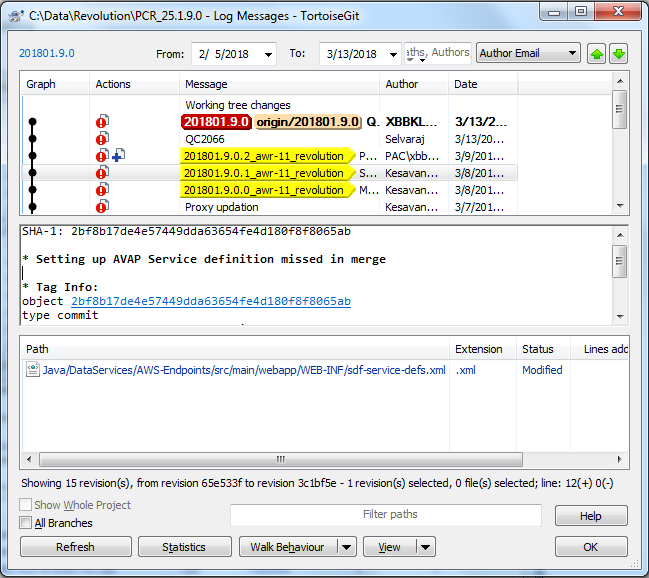 C:\Data\Revolution\PCR_25.1.9.0 - Log Messages - TortoiseGit
201801.9.0 From: 2/ 5/2018 To: 3/13/2018 Author Email
Graph Actions Message Author Date
Working tree changes
201801.9.0 origin/201801.9.0 Q XBBKL... 3/13/2...
QC2066 Selvaraj 3/13/20...
201801.9.0.2_awr-11_revolution P... PAC\xbb... 3/9/201...
201801.9.0.1_awr-11_revolution S... Kesavan... 3/8/201...
201801.9.0.0_awr-11_revolution M... Kesavan... 3/8/201...
Proxy updation Kesavan... 3/7/201...
SHA-1: 2bf8b17de4e57449dda63654fe4d180f8f8065ab
* Setting up AVAP Service definition missed in merge
* Tag Info:
object 2bf8b17de4e57449dda63654fe4d180f8f8065ab
type commit
Path Extension Status Lines add
Java/DataServices/AWS-Endpoints/src/main/webapp/WEB-INF/sdf-service-defs.xml .xml Modified
Showing 15 revision(s), from revision 65e533f to revision 3c1bf5e - 1 revision(s) selected, 0 file(s) selected; line: 12(+) 0(-)
Show Whole Project
All Branches
Filter paths
Help
Refresh Statistics Walk Behaviour View OK